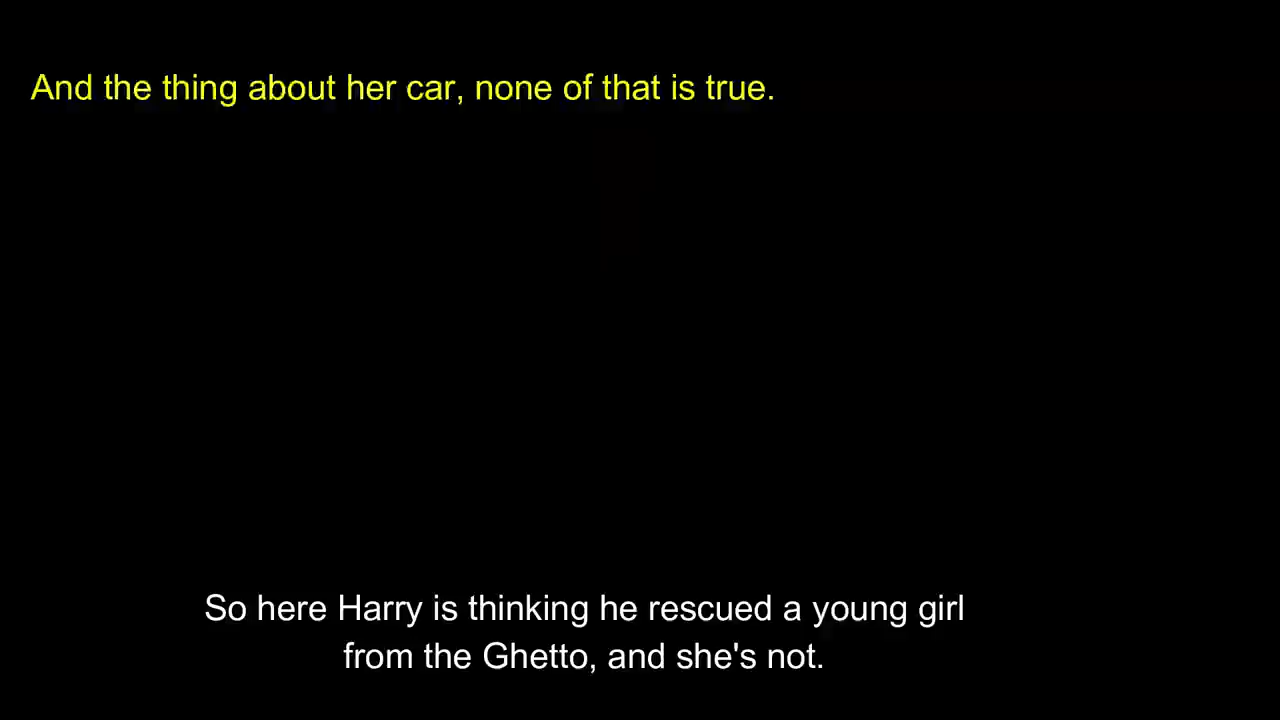 And the thing about her car, none of that is true.
So here Harry is thinking he rescued a young girl
from the Ghetto, and she's not.